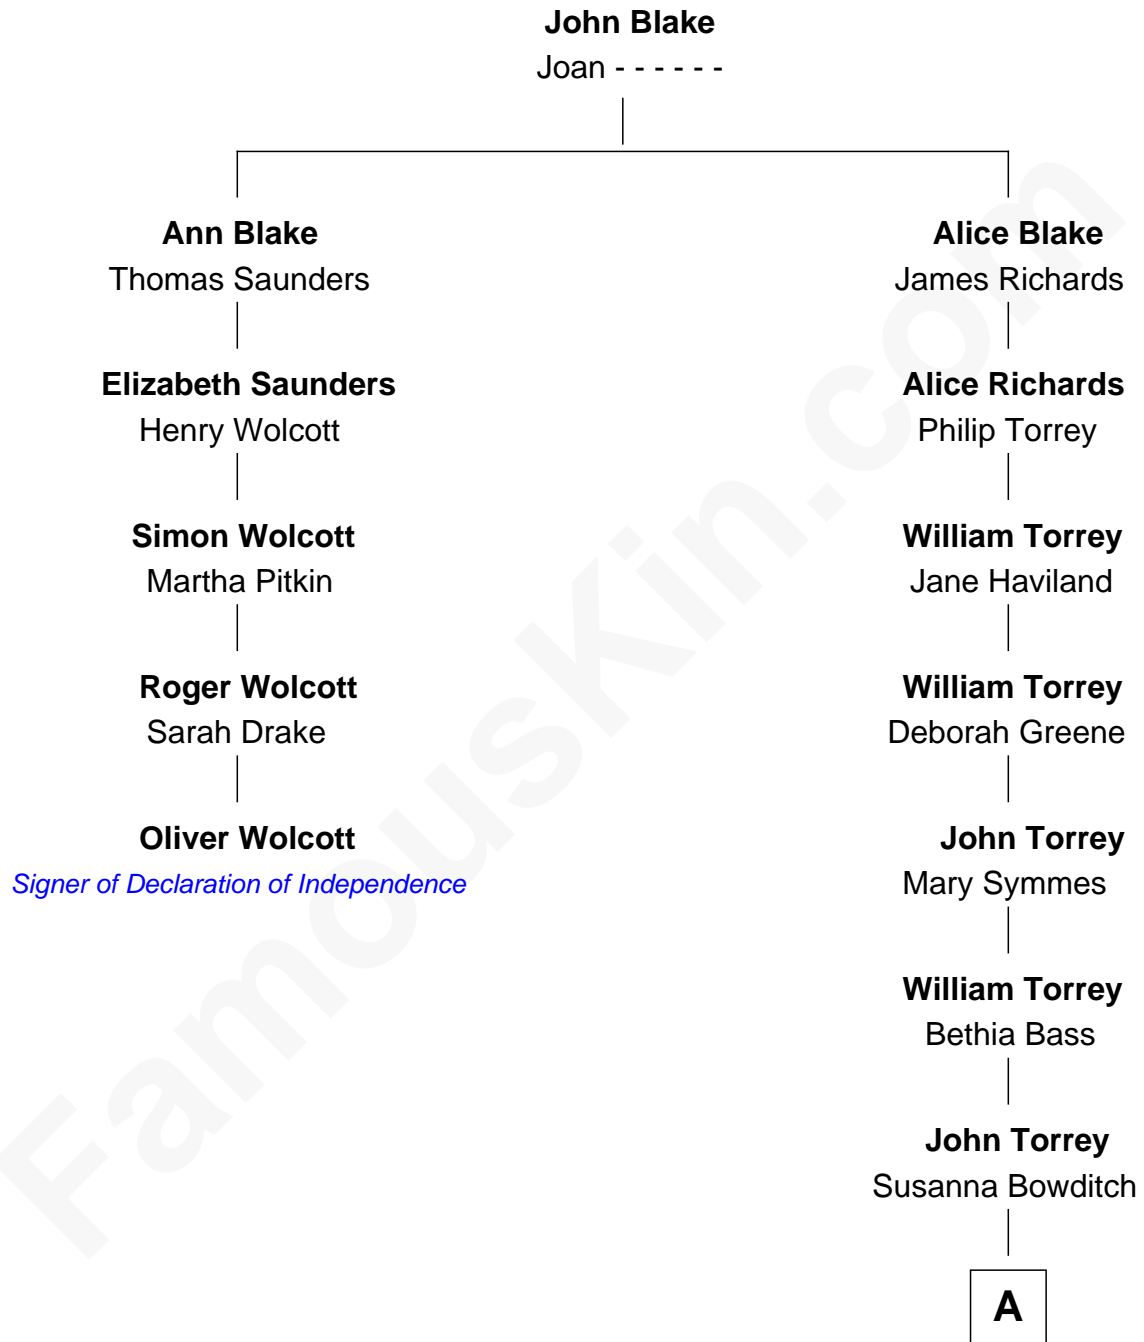 John Blake
Joan - - - - - -
Ann Blake
Thomas Saunders
Elizabeth Saunders
Henry Wolcott
Simon Wolcott
Martha Pitkin
Roger Wolcott
Sarah Drake
Oliver Wolcott
Signer of Declaration of Independence
Alice Blake
James Richards
Alice Richards
Philip Torrey
William Torrey
Jane Haviland
William Torrey
Deborah Greene
John Torrey
Mary Symmes
William Torrey
Bethia Bass
John Torrey
Susanna Bowditch
A
FamousKin.com